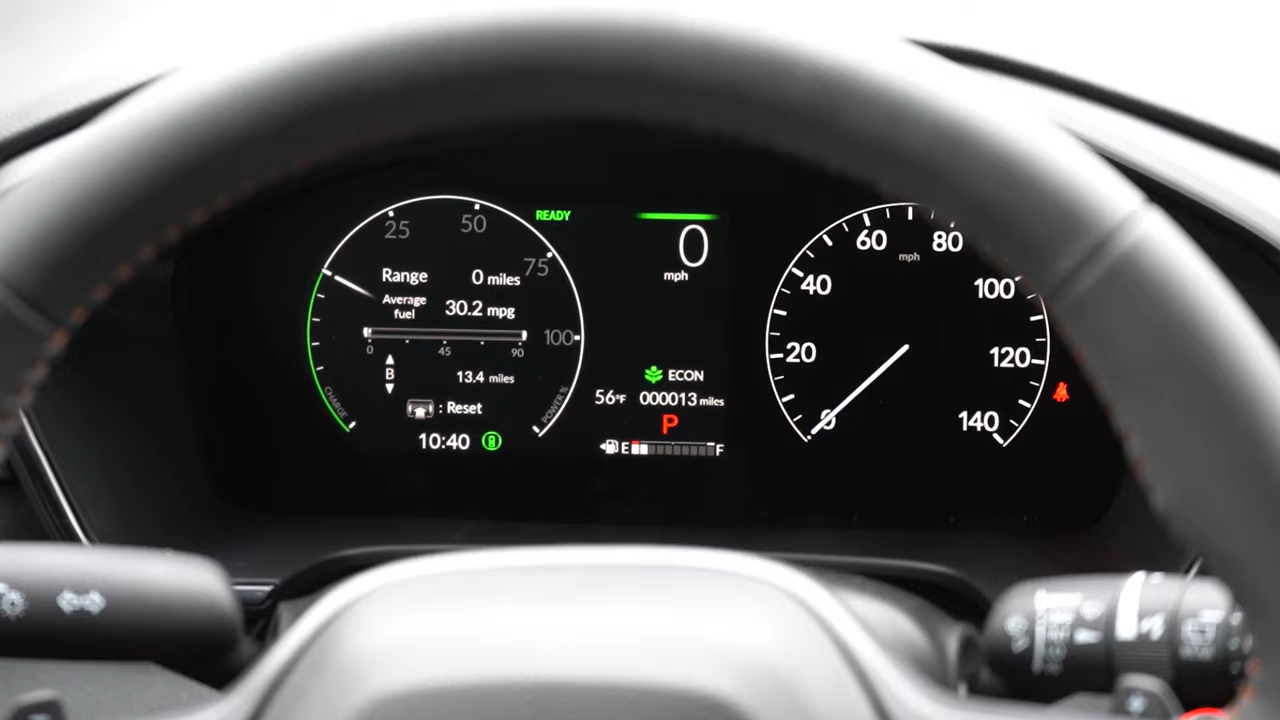 25
50
75
100
READY
Range 0 miles
Average
fuel
30.2 mpg
0 45 90
B
13.4 miles
: Reset
CHARGE
POWER %
10:40
0
mph
ECON
56°F 000013 miles
P
E F
0
20
40
60
80
mph
100
120
140